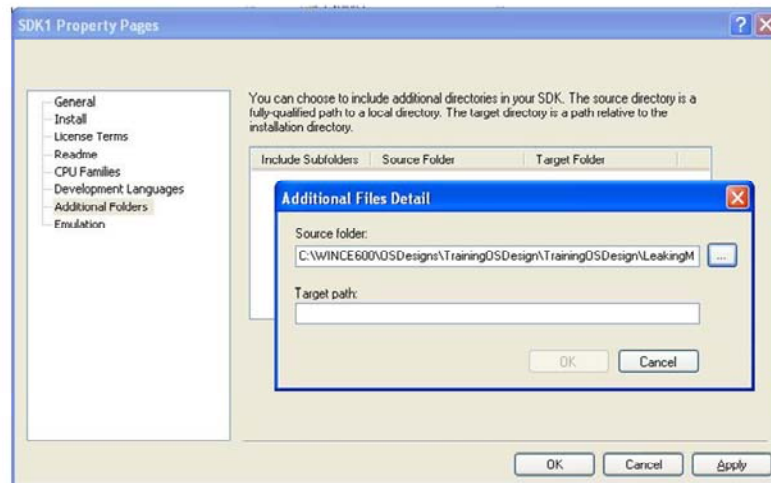 SDK1 Property Pages
General
Install
License Terms
Readme
CPU Families
Development Languages
Additional Folders
Emulation
You can choose to include additional directories in your SDK. The source directory is a
fully-qualified path to a local directory. The target directory is a path relative to the
installation directory.
Include Subfolders Source Folder Target Folder
Additional Files Detail
Source folder:
C:\WINCE600\OSDesigns\TrainingOSDesign\TrainingOSDesign\LeakingM
...
Target path:
OK Cancel
OK Cancel Apply